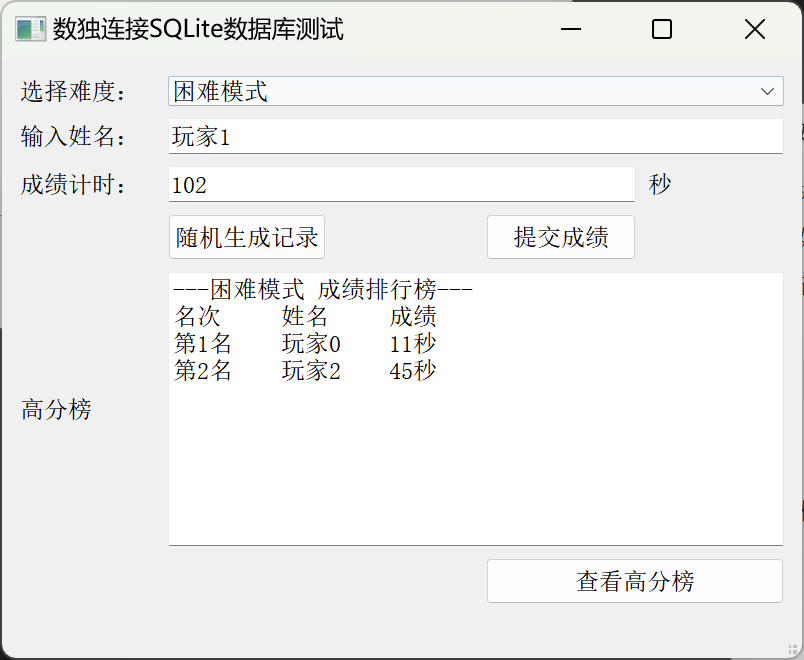 数独连接SQLite数据库测试
选择难度：
困难模式
输入姓名：
玩家1
成绩计时：
102
秒
随机生成记录
提交成绩
---困难模式 成绩排行榜---
名次 姓名 成绩
第1名 玩家0 11秒
第2名 玩家2 45秒
高分榜
查看高分榜